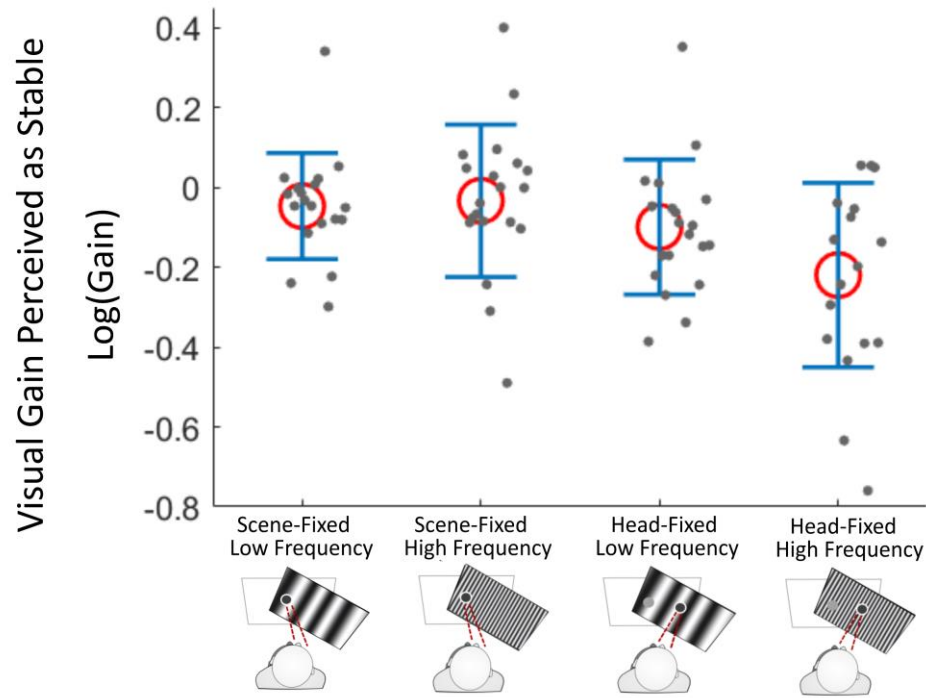 Visual Gain Perceived as Stable
Log(Gain)
0.4
0.2
0
-0.2
-0.4
-0.6
-0.8
Scene-Fixed
Low Frequency
Scene-Fixed
High Frequency
Head-Fixed
Low Frequency
Head-Fixed
High Frequency